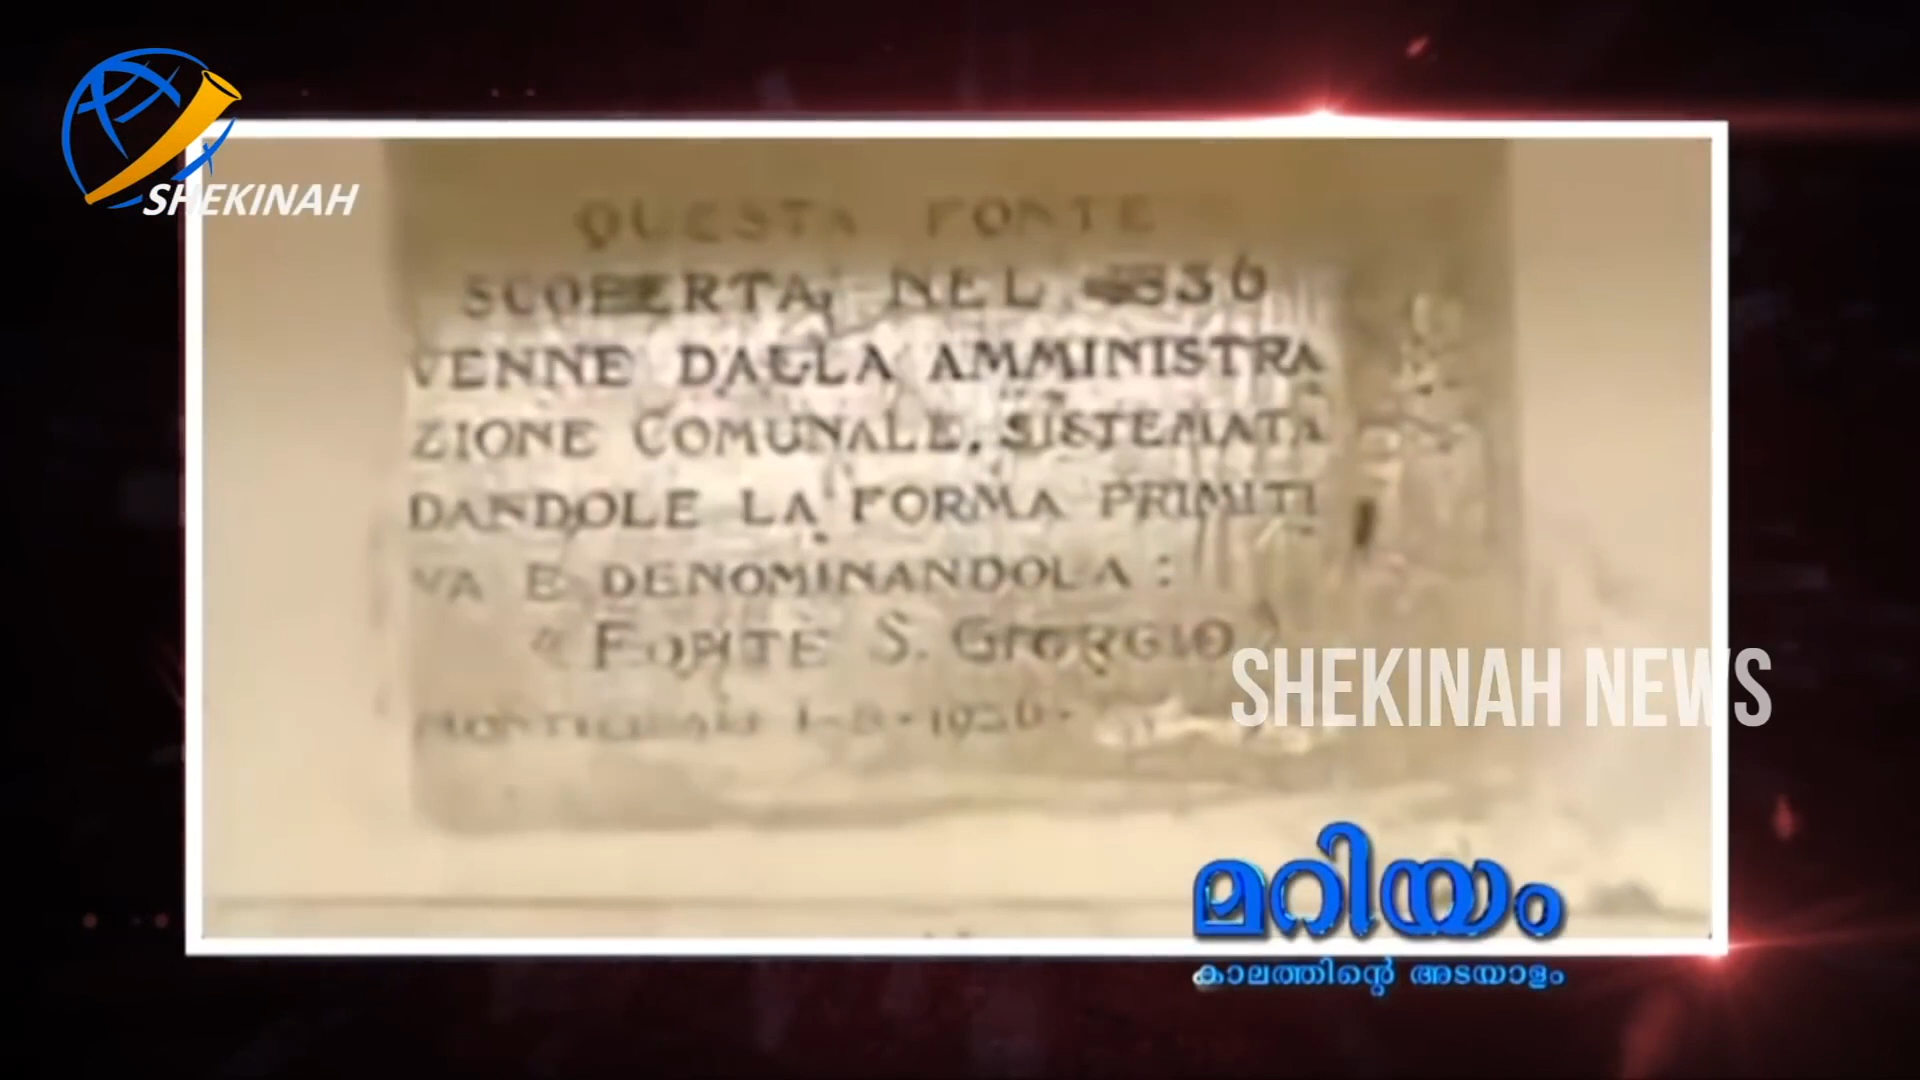 SHEKINAH
QUESTA FONTE
SCOPERTA, NEL
VENNE DALLA AMMINISTRA
ZIONE COMUNALE, SISTEMATA
DANDOLE LA FORMA PRIMITI
VA E DENOMINANDOLA:
“FONTE S. GIORGIO”
SHEKINAH NEWS
മറിയം
കാലത്തിന്റെ അടയാളം